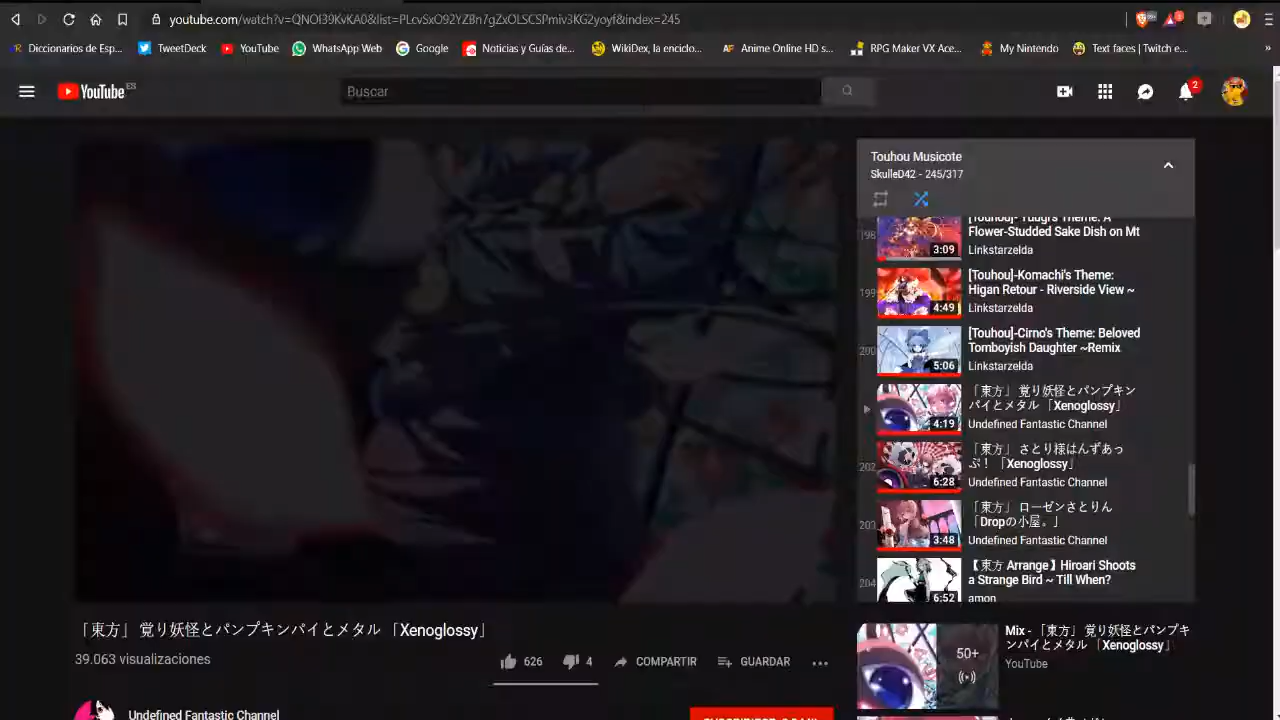 youtube.com/watch?v=QNOl39KvKA0&list=PLcvSxO92YZBn7gZxOLSCSPmiv3KG2yoyf&index=245
Diccionarios de Esp...
TweetDeck
YouTube
WhatsApp Web
Google
Noticias y Guías de...
WikiDex, la enciclo...
Anime Online HD s...
RPG Maker VX Ace...
My Nintendo
Text faces | Twitch e...
»
YouTube ES
Buscar
2
Touhou Musicote
SkulleD42 - 245/317
198
[Touhou]- Yuugi's Theme: A
Flower-Studded Sake Dish on Mt
3:09
Linkstarzelda
199
[Touhou]-Komachi's Theme:
Higan Retour - Riverside View ~
4:49
Linkstarzelda
200
[Touhou]-Cirno's Theme: Beloved
Tomboyish Daughter ~Remix
5:06
Linkstarzelda
「東方」 覚り妖怪とパンプキン
パイとメタル 「Xenoglossy」
4:19
Undefined Fantastic Channel
202
「東方」 さとり様はんずあっ
ぷ！ 「Xenoglossy」
6:28
Undefined Fantastic Channel
203
「東方」 ローゼンさとりん
「Dropの小屋。」
3:48
Undefined Fantastic Channel
204
【東方 Arrange】Hiroari Shoots
a Strange Bird ~ Till When?
6:52
amon
「東方」 覚り妖怪とパンプキンパイとメタル 「Xenoglossy」
39.063 visualizaciones
626
4
COMPARTIR
GUARDAR
Undefined Fantastic Channel
50+
Mix - 「東方」 覚り妖怪とパンプキ
ンパイとメタル 「Xenoglossy」
YouTube